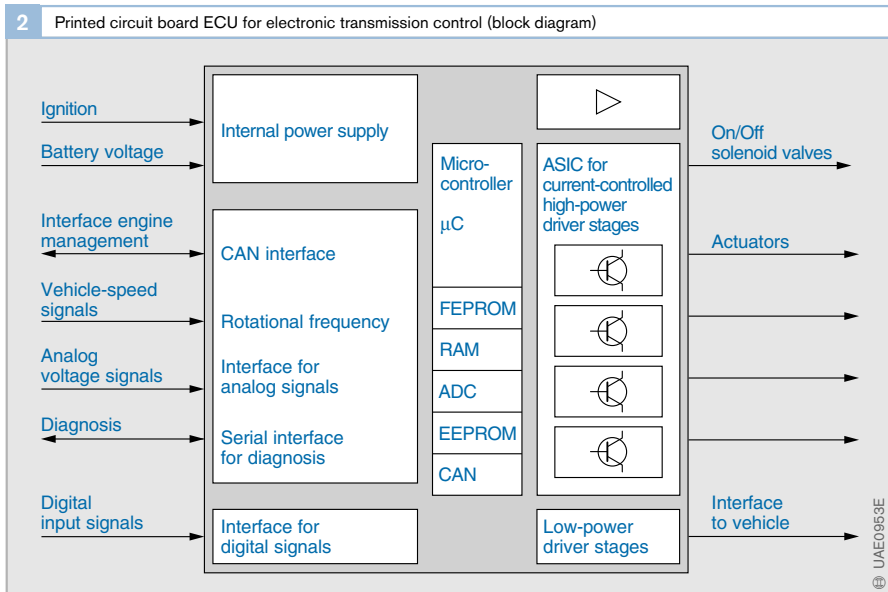 2
Printed circuit board ECU for electronic transmission control (block diagram)
Ignition
Battery voltage
Interface engine
management
Vehicle-speed
signals
Analog
voltage signals
Diagnosis
Digital
input signals
Internal power supply
CAN interface
Rotational frequency
Interface for
analog signals
Serial interface
for diagnosis
Interface for
digital signals
Micro-
controller
µC
FEPROM
RAM
ADC
EEPROM
CAN
ASIC for
current-controlled
high-power
driver stages
Low-power
driver stages
On/Off
solenoid valves
Actuators
Interface
to vehicle
UAE0953E